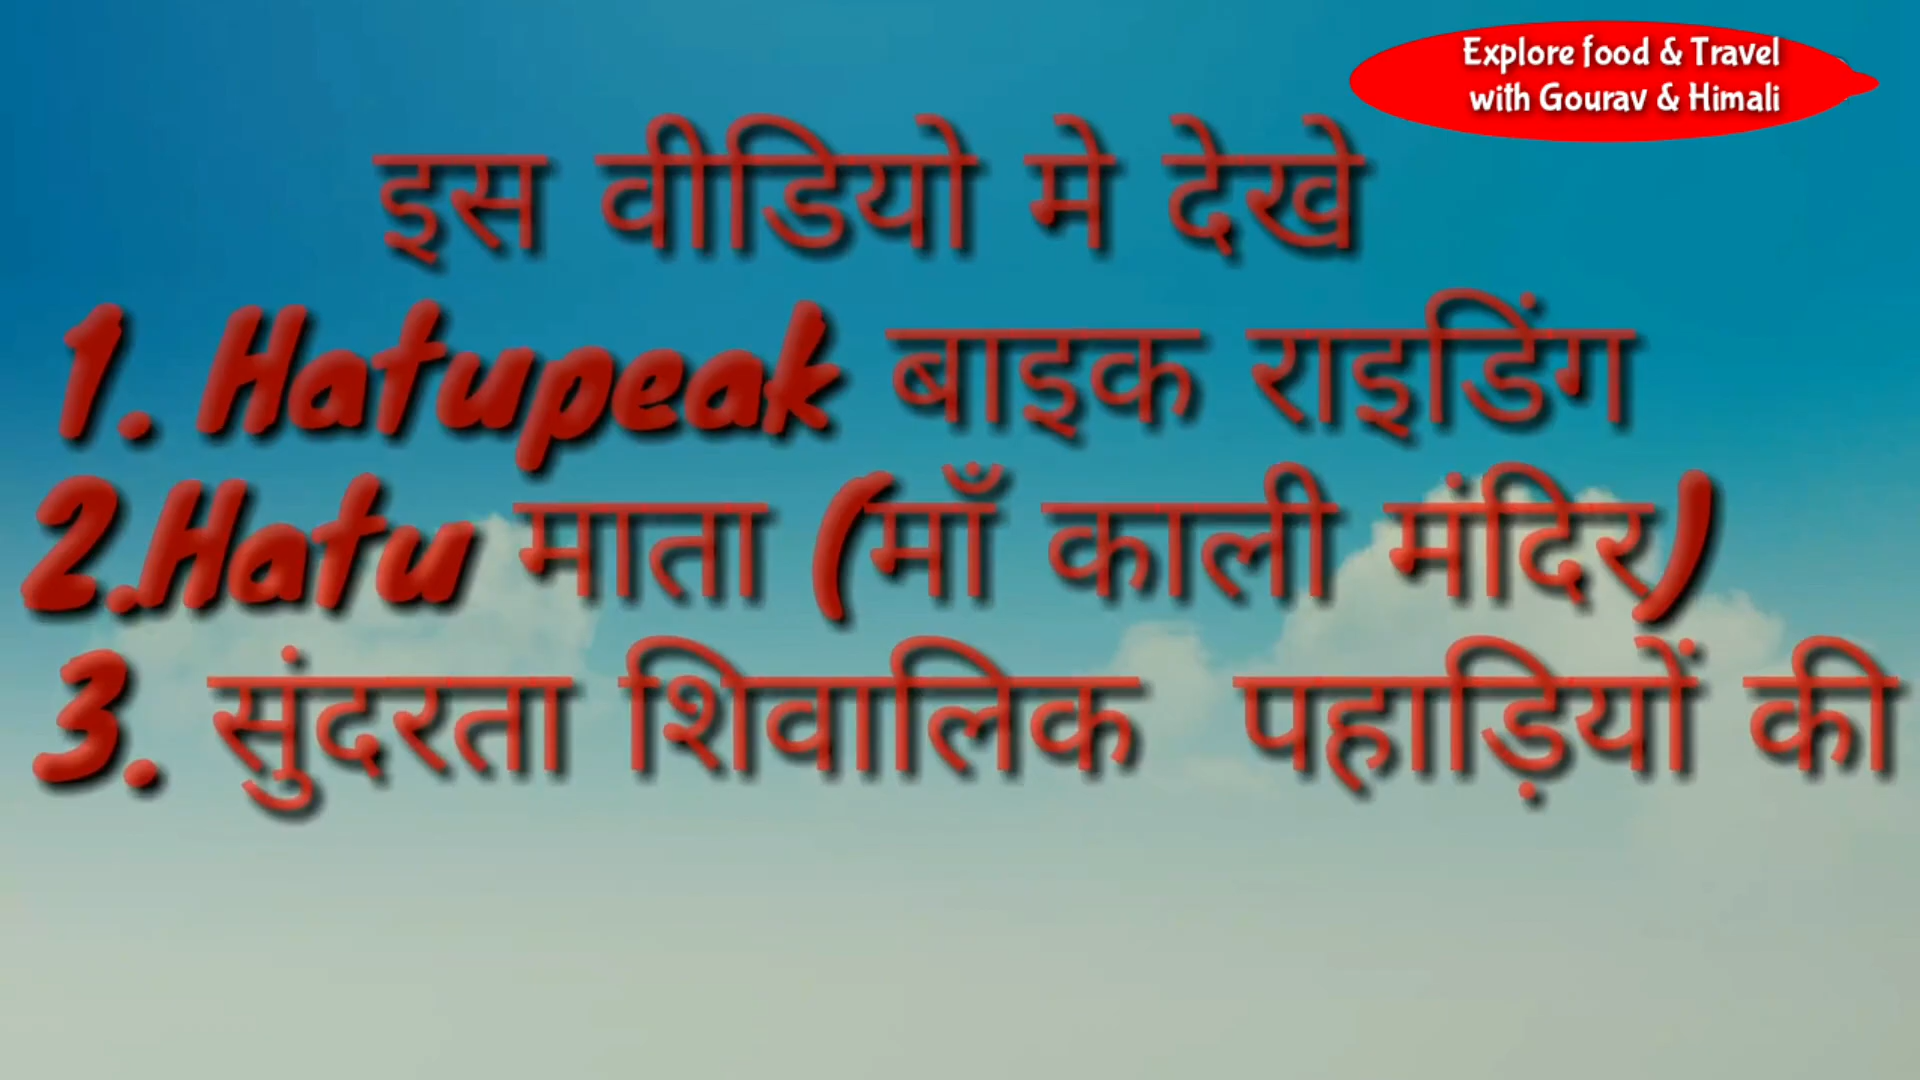 Explore food & Travel
with Gourav & Himali
इस वीडियो मे देखे
1. Hatupeak बाइक राइडिंग
2.Hatu माता (माँ काली मंदिर)
3. सुंदरता शिवालिक पहाड़ियों की